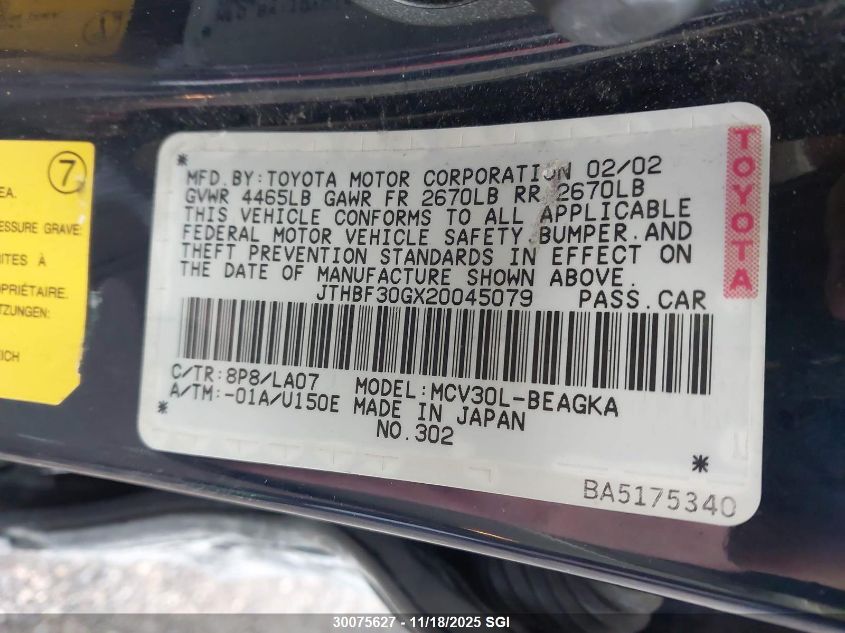 7
EA.
ESSURE GRAVE
ITES À
PROPRIÉTAIRE.
TZUNGEN:
ICH
* MFD.BY:TOYOTA MOTOR CORPORATION 02/02
GVWR 4465LB GAWR FR 2670LB RR 2670LB
THIS VEHICLE CONFORMS TO ALL APPLICABLE
FEDERAL MOTOR VEHICLE SAFETY,BUMPER.AND
THEFT PREVENTION STANDARDS IN EFFECT ON
THE DATE OF MANUFACTURE SHOWN ABOVE.
JTHBF30GX20045079 PASS.CAR
C/TR:8P8/LA07 MODEL:MCV30L-BEAGKA
A/TM:-01A/U150E MADE IN JAPAN
NO.302
*
BA5175340
TOYOTA
30075627 - 11/18/2025 SGI